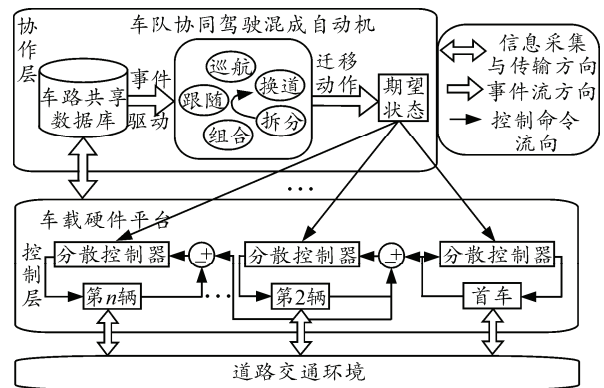 协作层
车队协同驾驶混成自动机
车路共享
数据库
事件
驱动
巡航
换道
跟随
拆分
组合
迁移
动作
期望
状态
信息采集
与传输方向
事件流方向
控制命令
流向
...
车载硬件平台
控制层
分散控制器
- +
分散控制器
- +
分散控制器
第n辆
...
第2辆
首车
道路交通环境